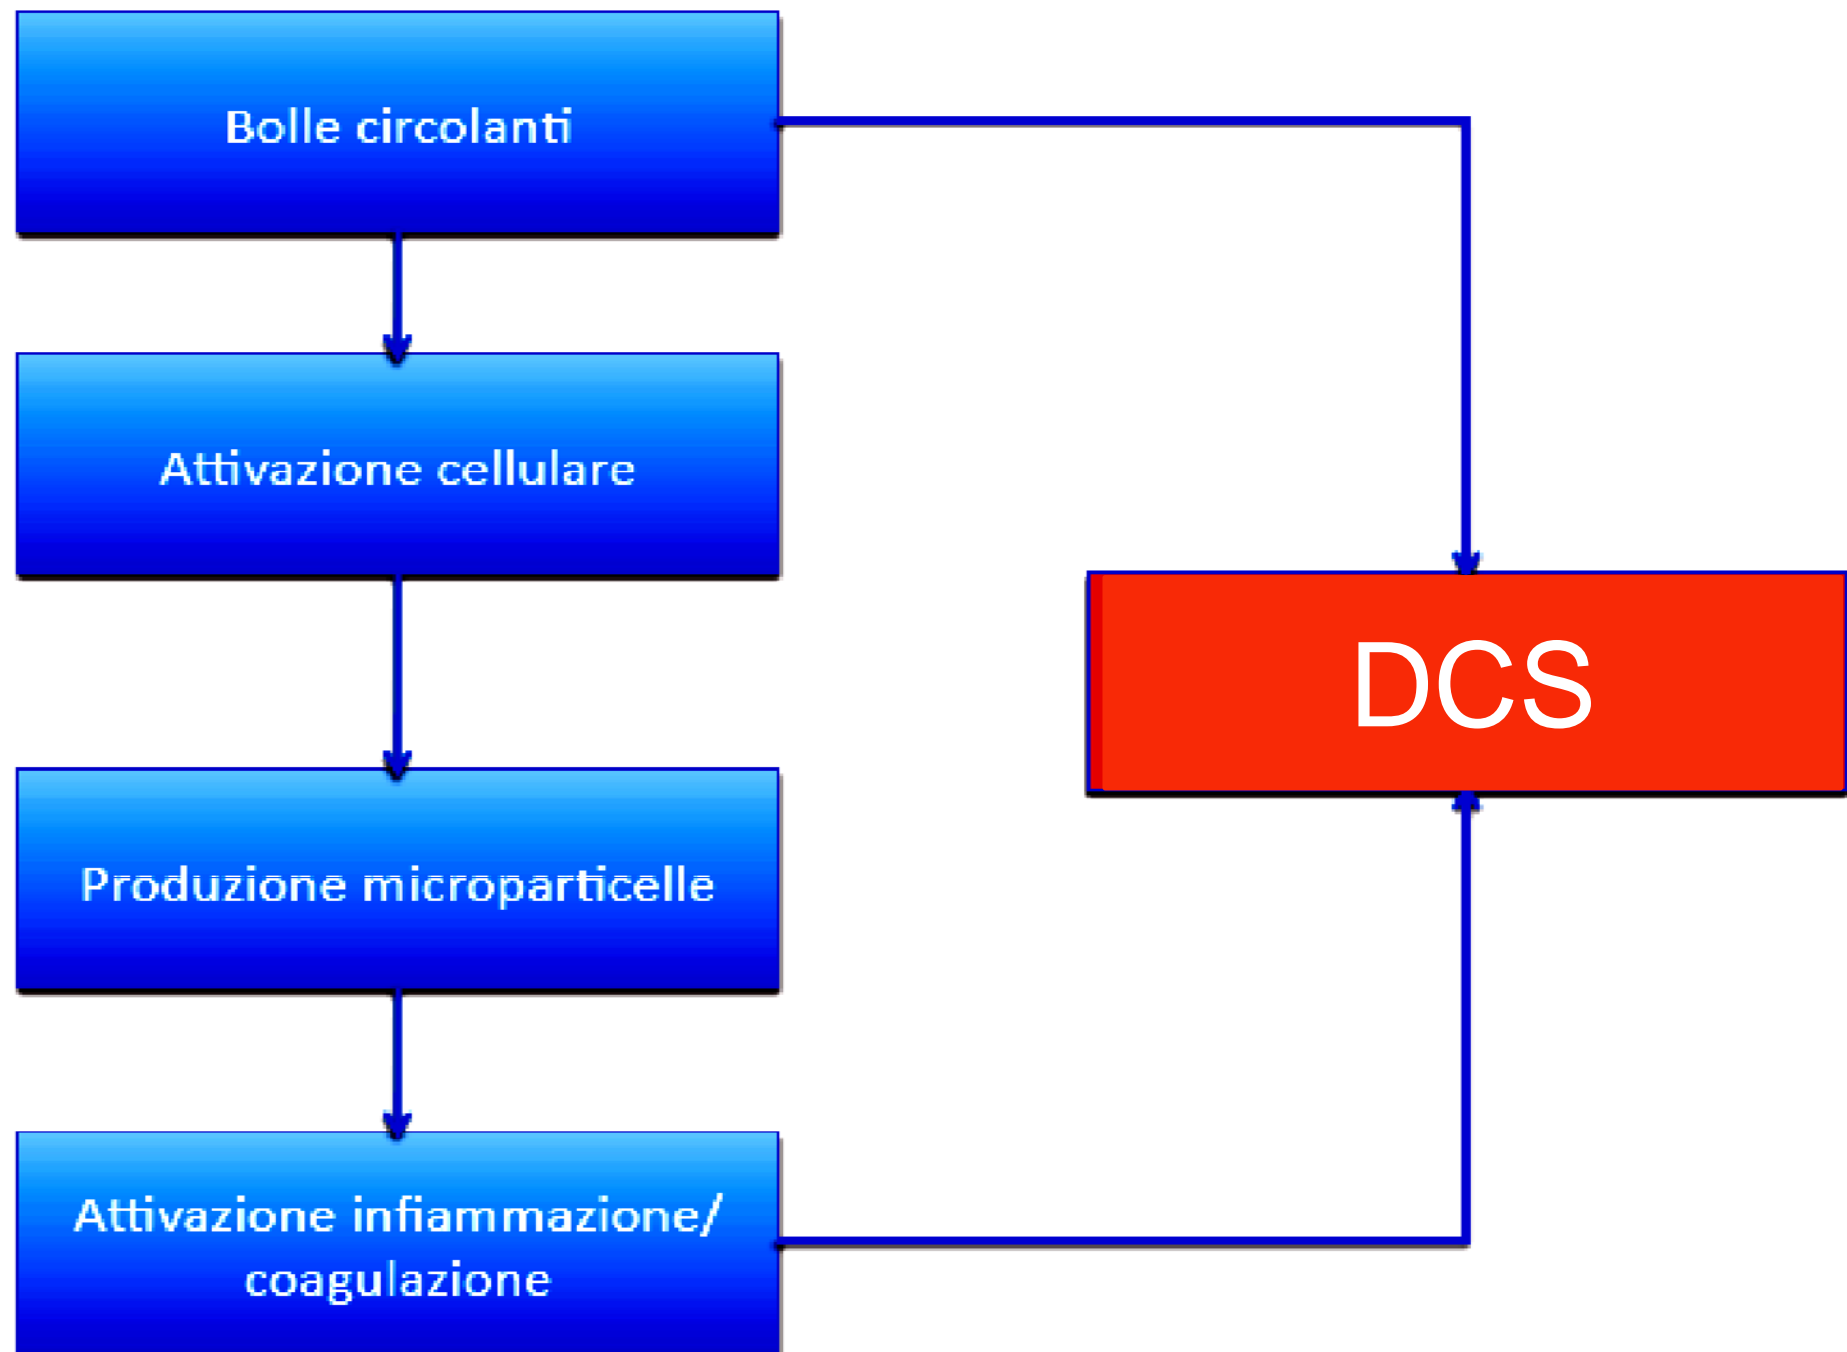 Bolle circolanti
Attivazione cellulare
DCS
Produzione microparticelle
Attivazione infiammazione/
coagulazione